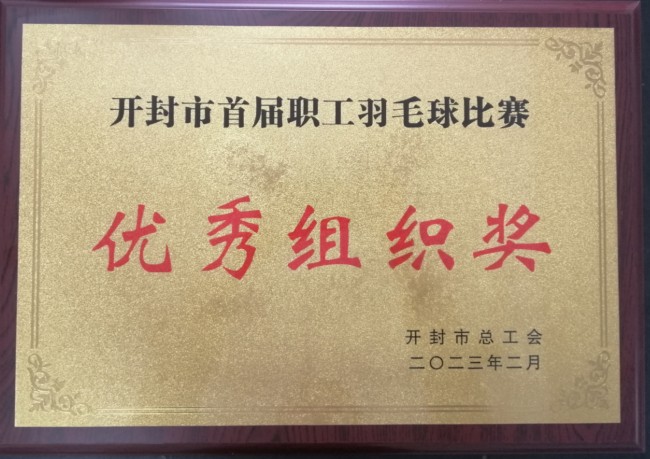 开封市首届职工羽毛球比赛
优秀组织奖
开封市总工会
二〇二三年二月